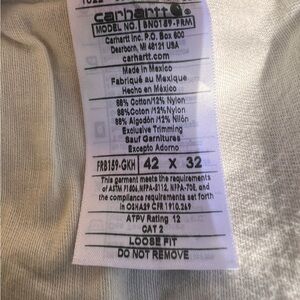 carhartt
MODEL NO. BN0189-PRM
Carhartt Inc. P.O. Box 600
Dearborn, MI 48121 USA
carhartt.com
Made in Mexico
Fabriqué au Mexique
Hecho en Mexico
88% Cotton/12% Nylon
88% Coton/12% Nylon
88% Algodón/12% Nilón
Exclusive Trimming
Sauf Garnitures
Excepto Adorno
FRB159-GKH 42 X 32
This garment meets the requirements
of ASTM F1506, NFPA-2112, NFPA-70E, and
the compliance requirements set forth
in OSHA29 CFR 1910.269
ATPV Rating 12
CAT 2
LOOSE FIT
DO NOT REMOVE